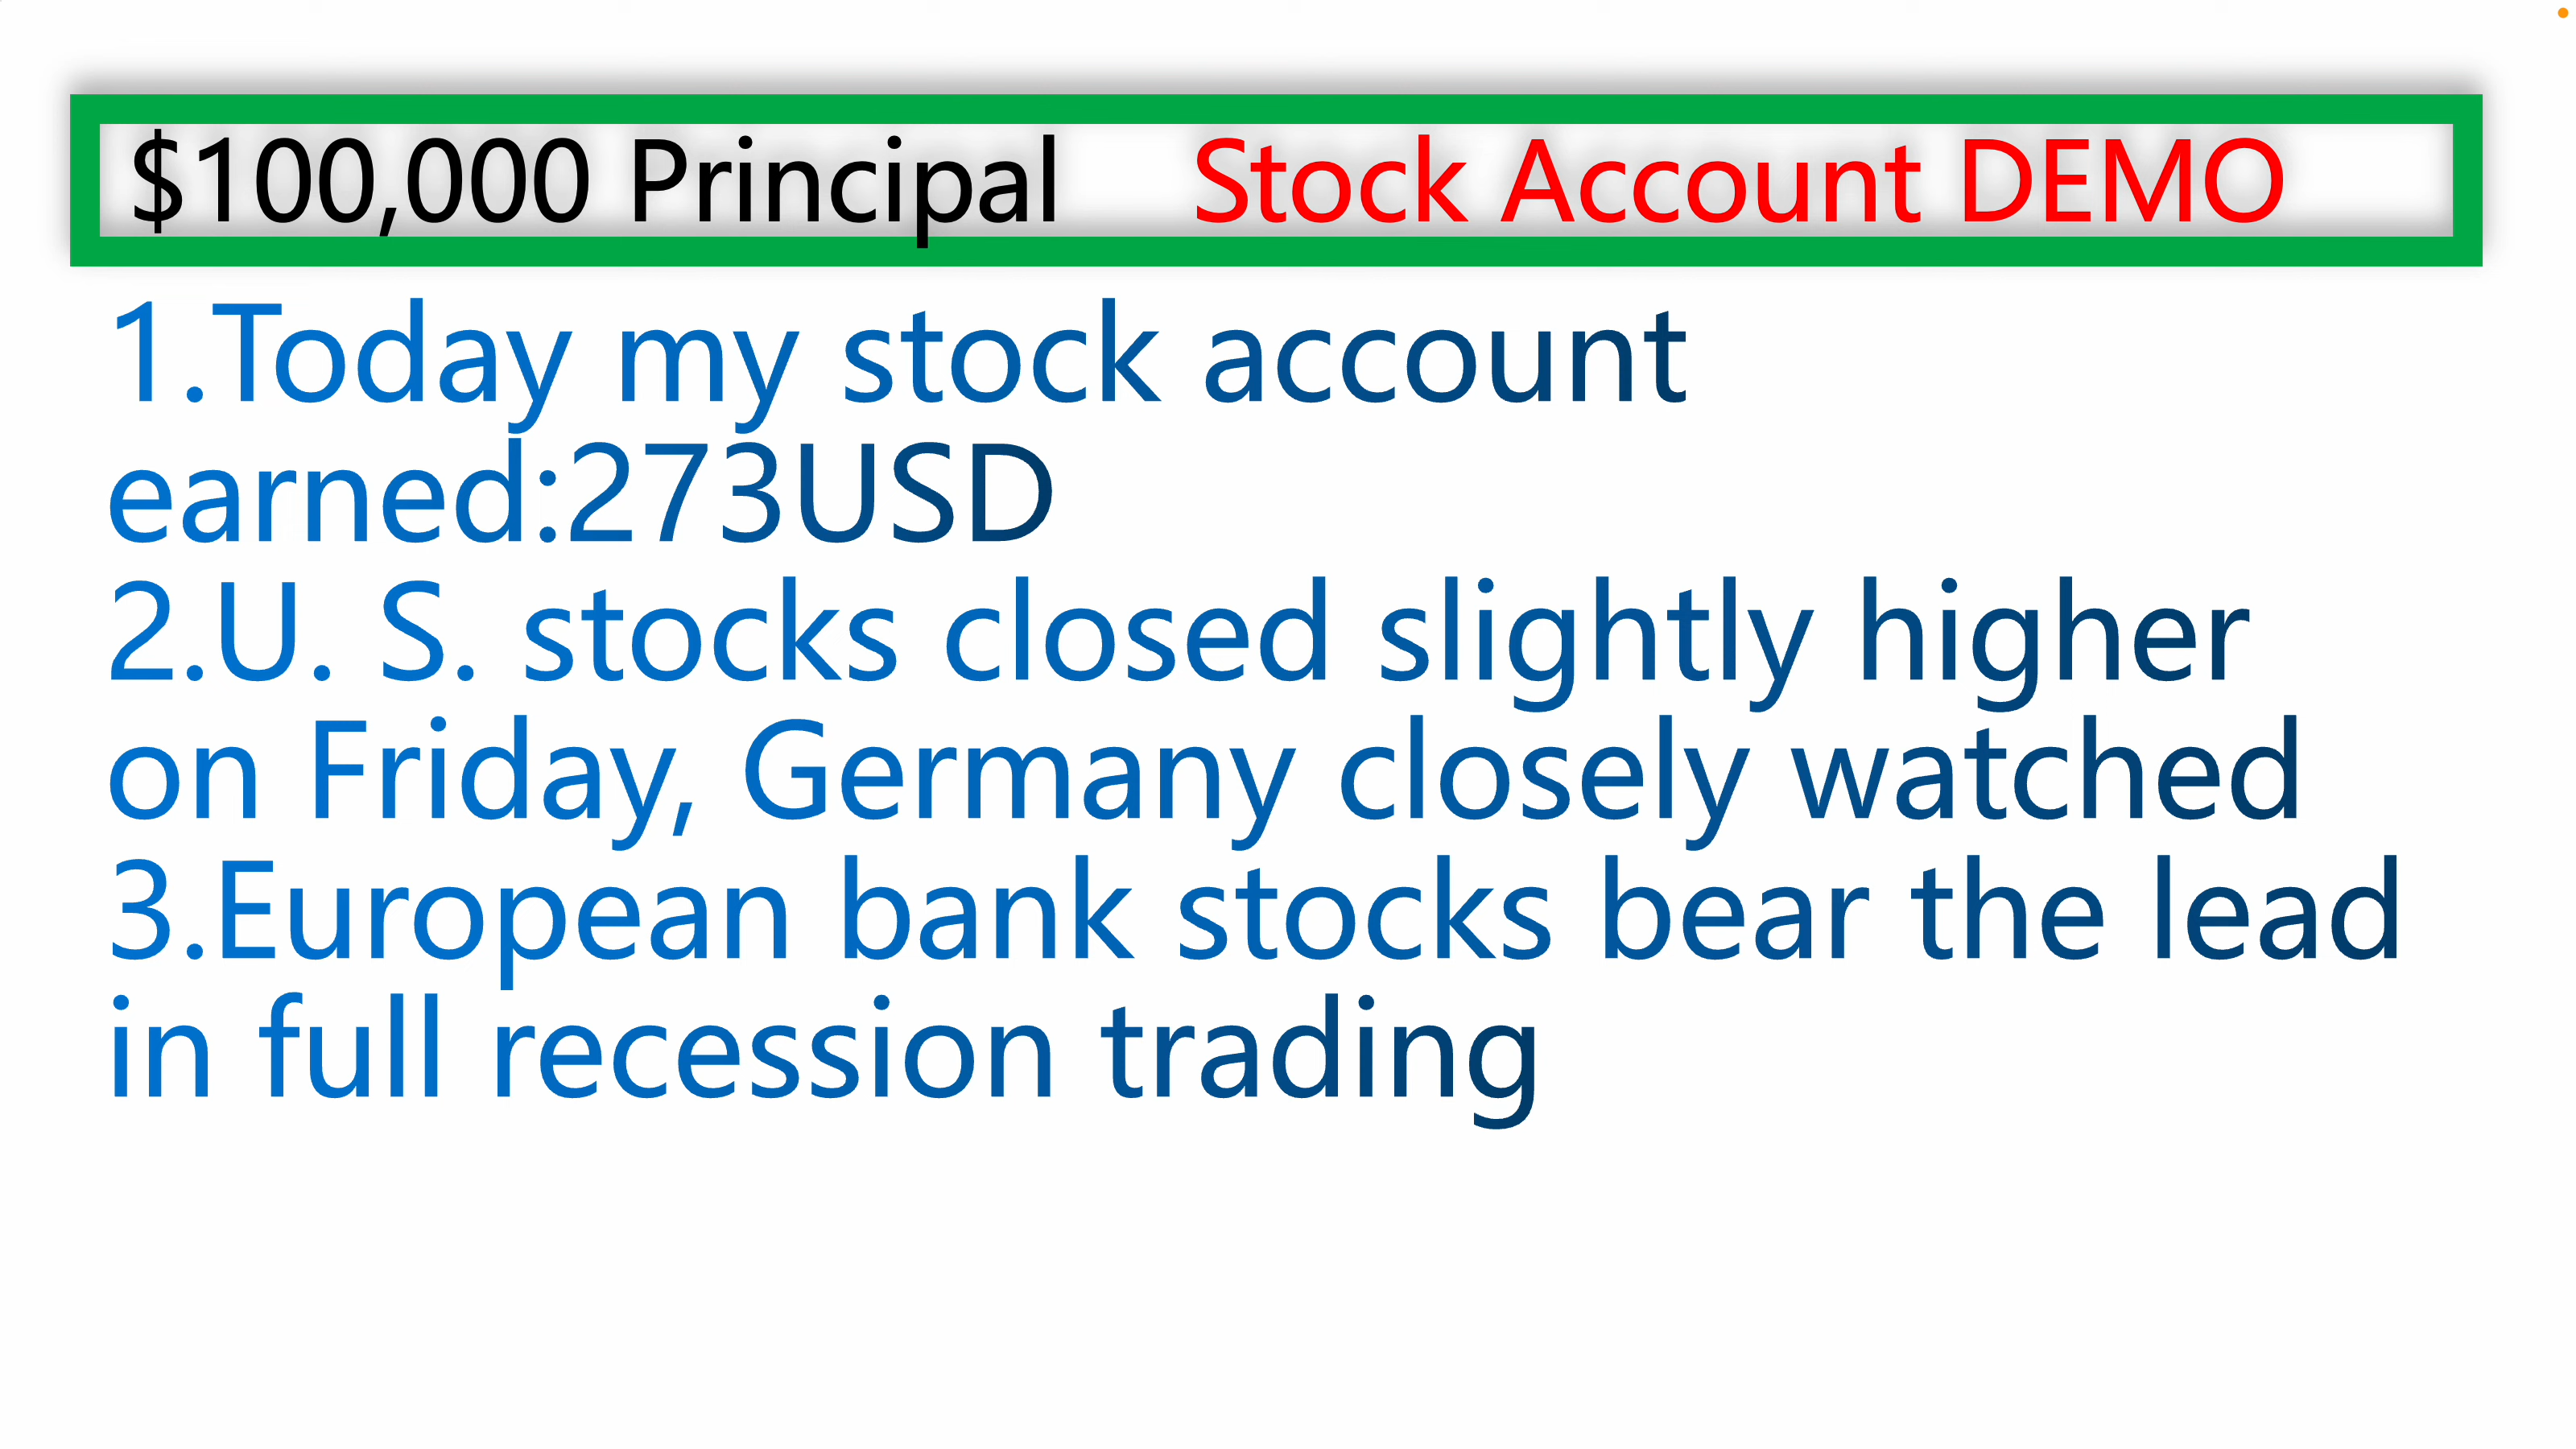 $100,000 Principal Stock Account DEMO
1.Today my stock account
earned:273USD
2.U. S. stocks closed slightly higher
on Friday, Germany closely watched
3.European bank stocks bear the lead
in full recession trading